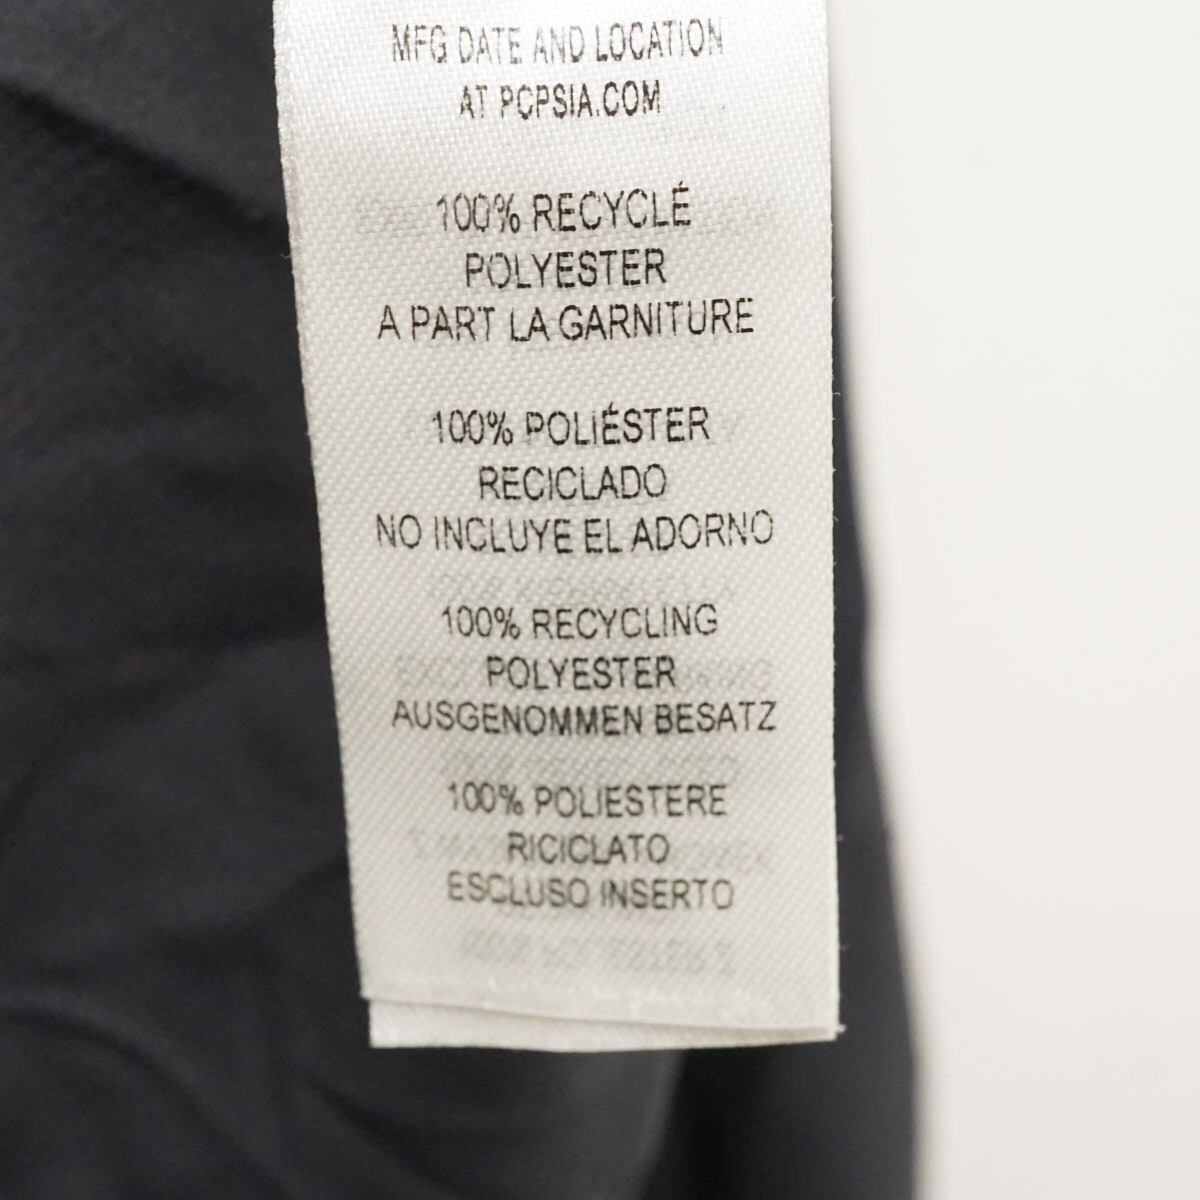 MFG DATE AND LOCATION
AT PCPSIA.COM
100% RECYCLÉ
POLYESTER
A PART LA GARNITURE
100% POLIÉSTER
RECICLADO
NO INCLUYE EL ADORNO
100% RECYCLING
POLYESTER
AUSGENOMMEN BESATZ
100% POLIESTERE
RICICLATO
ESCLUSO INSERTO